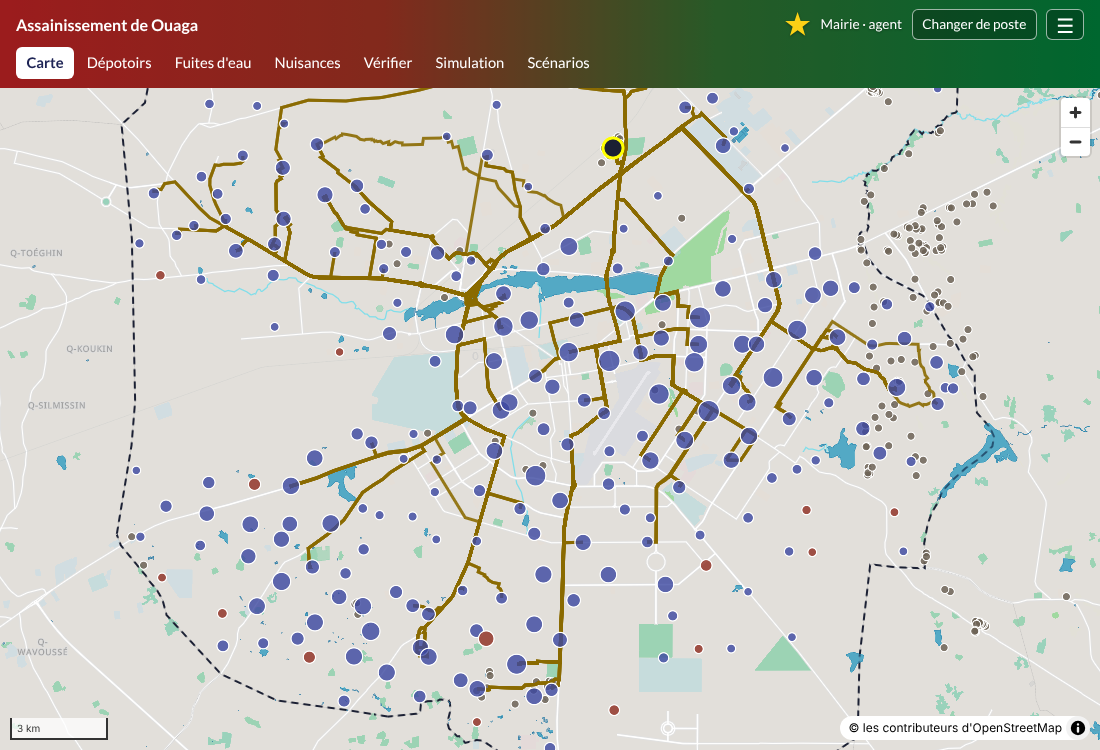 Assainissement de Ouaga
Mairie · agent
Changer de poste
Carte
Dépotoirs
Fuites d'eau
Nuisances
Vérifier
Simulation
Scénarios
Q-TOÉGHIN
Q-KOUKIN
Q-SILMISSIN
Q-
WAVOUSSÉ
3 km
© les contributeurs d'OpenStreetMap